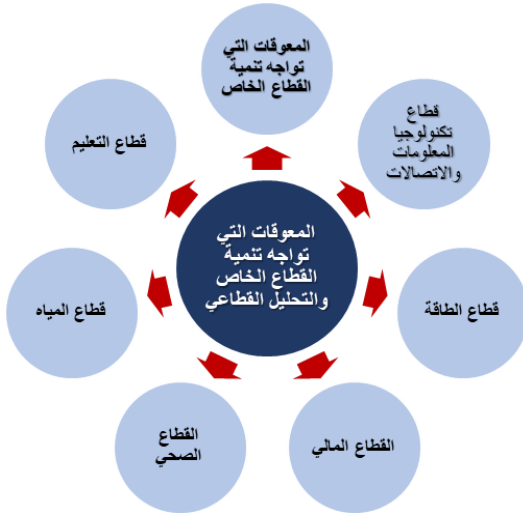 المعوقات التي
تواجه تنمية
القطاع الخاص
قطاع
تكنولوجيا
المعلومات
والاتصالات
قطاع التعليم
المعوقات التي
تواجه تنمية
القطاع الخاص
والتحليل القطاعي
قطاع الطاقة
قطاع المياه
القطاع المالي
القطاع
الصحي